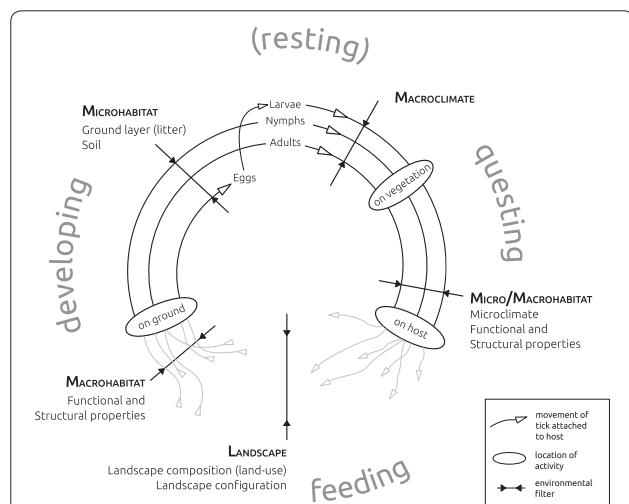 (resting)
MICROHABITAT
Ground layer (litter)
Soil
Larvae
Nymphs
Adults
Eggs
MACROCLIMATE
on vegetation
questing
developing
on ground
on host
MICRO/MACROHABITAT
Microclimate
Functional and
Structural properties
MACROHABITAT
Functional and
Structural properties
LANDSCAPE
Landscape composition (land-use)
Landscape configuration
feeding
movement of
tick attached
to host
location of
activity
environmental
filter